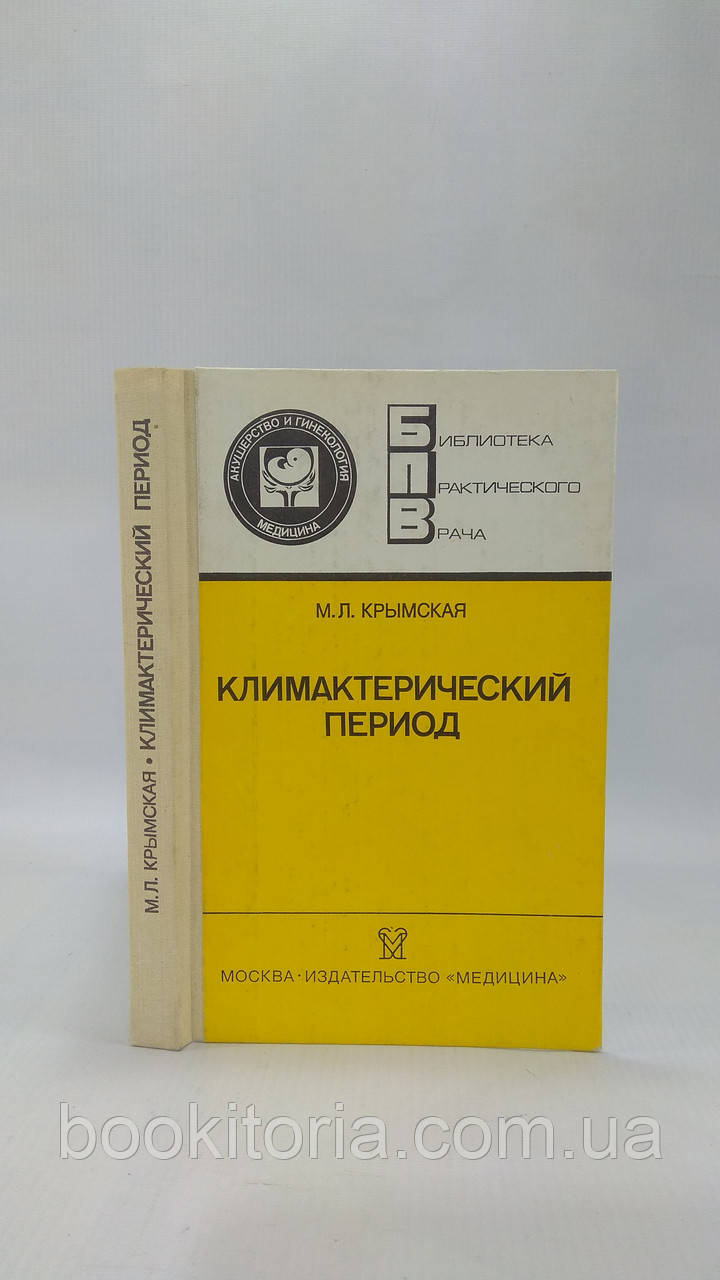 М.Л. КРЫМСКАЯ • КЛИМАКТЕРИЧЕСКИЙ ПЕРИОД
АКУШЕРСТВО И ГИНЕКОЛОГИЯ
МЕДИЦИНА
БИБЛИОТЕКА
ПРАКТИЧЕСКОГО
ВРАЧА
М.Л. КРЫМСКАЯ
КЛИМАКТЕРИЧЕСКИЙ
ПЕРИОД
МОСКВА · ИЗДАТЕЛЬСТВО «МЕДИЦИНА»
bookitoria.com.ua